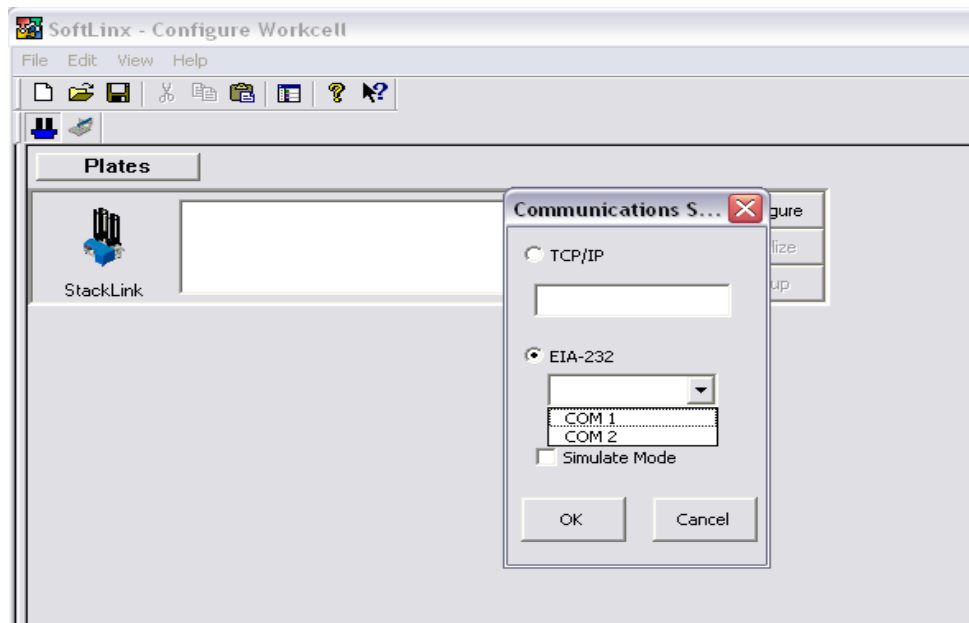 SoftLinx - Configure Workcell
File Edit View Help
Plates
StackLink
Communications S...
TCP/IP
EIA-232
COM 1
COM 2
Simulate Mode
OK Cancel
gure
lize
up